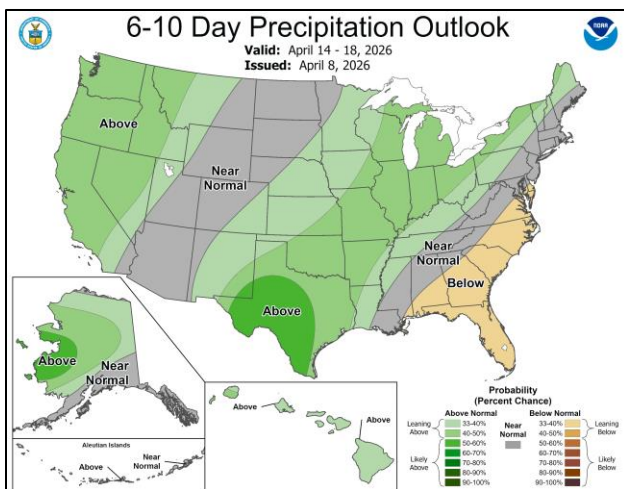 6-10 Day Precipitation Outlook
Valid: April 14 - 18, 2026
Issued: April 8, 2026
NOAA
Above
Near
Normal
Near
Normal
Below
Above
Above
Near
Normal
Aleutian Islands
Above
Near
Normal
Above
Above
Probability
(Percent Chance)
Above Normal
Below Normal
Leaning
Above
Likely
Above
33-40%
40-50%
50-60%
60-70%
70-80%
80-90%
90-100%
Near
Normal
33-40%
40-50%
50-60%
60-70%
70-80%
80-90%
90-100%
Leaning
Below
Likely
Below